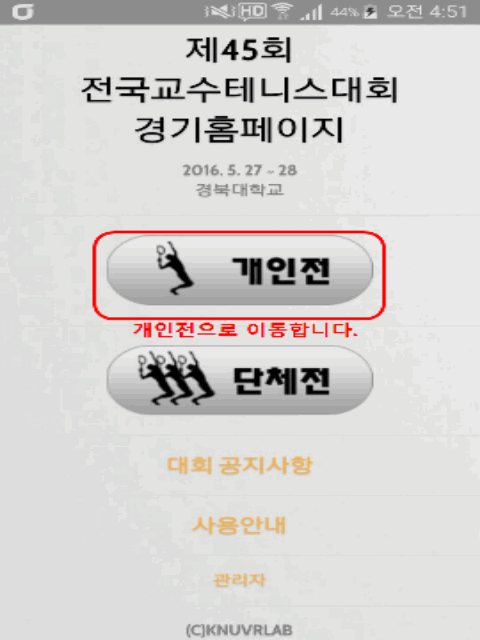 HD 44% 오전 4:51
제45회
전국교수테니스대회
경기홈페이지
2016. 5. 27 ~ 28
경북대학교
개인전
개인전으로 이동합니다.
단체전
대회 공지사항
사용안내
관리자
(C)KNUVRLAB